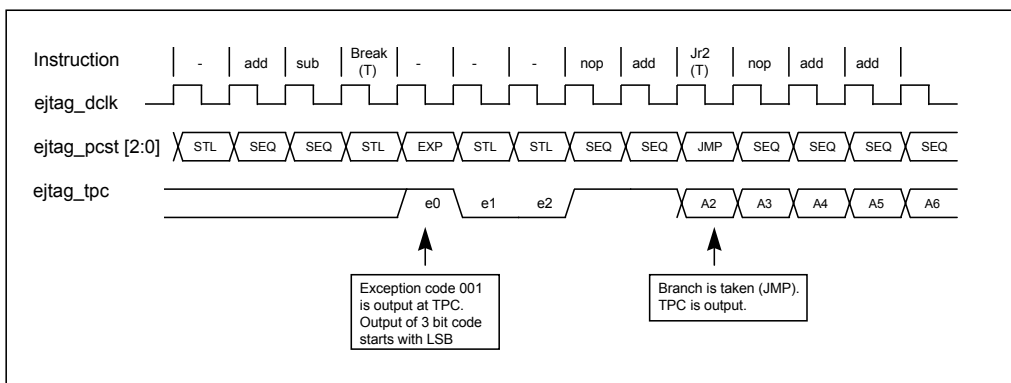 Instruction - add sub Break (T) - - - nop add Jr2 (T) nop add add
ejtag_dclk
ejtag_pcst [2:0] STL SEQ SEQ STL EXP STL STL SEQ SEQ JMP SEQ SEQ SEQ SEQ
ejtag_tpc e0 e1 e2 A2 A3 A4 A5 A6
Exception code 001
is output at TPC.
Output of 3 bit code
starts with LSB
Branch is taken (JMP).
TPC is output.